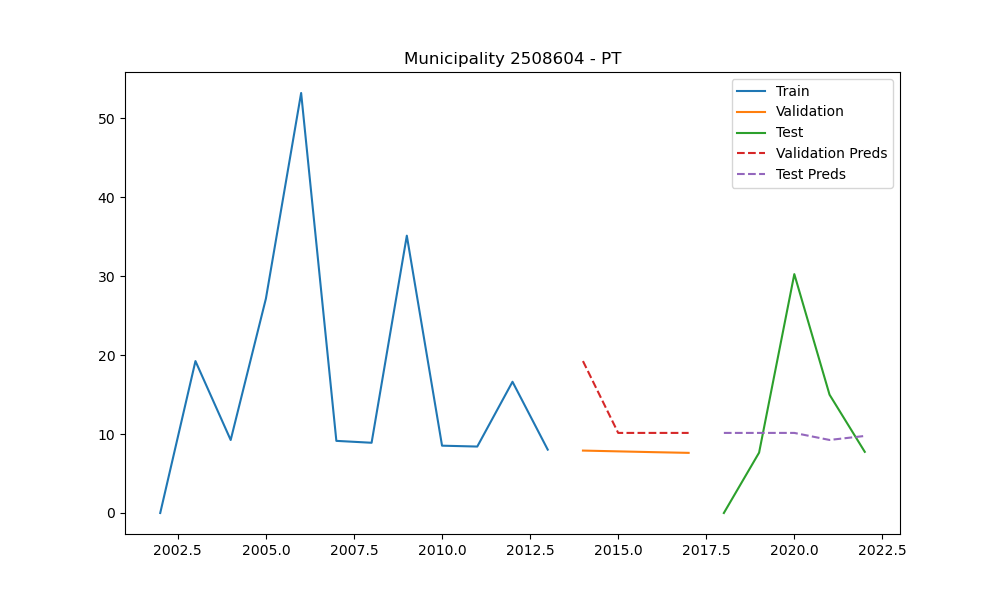 Municipality 2508604 - PT
Train
Validation
Test
Validation Preds
Test Preds
50
40
30
20
10
0
2002.5 2005.0 2007.5 2010.0 2012.5 2015.0 2017.5 2020.0 2022.5